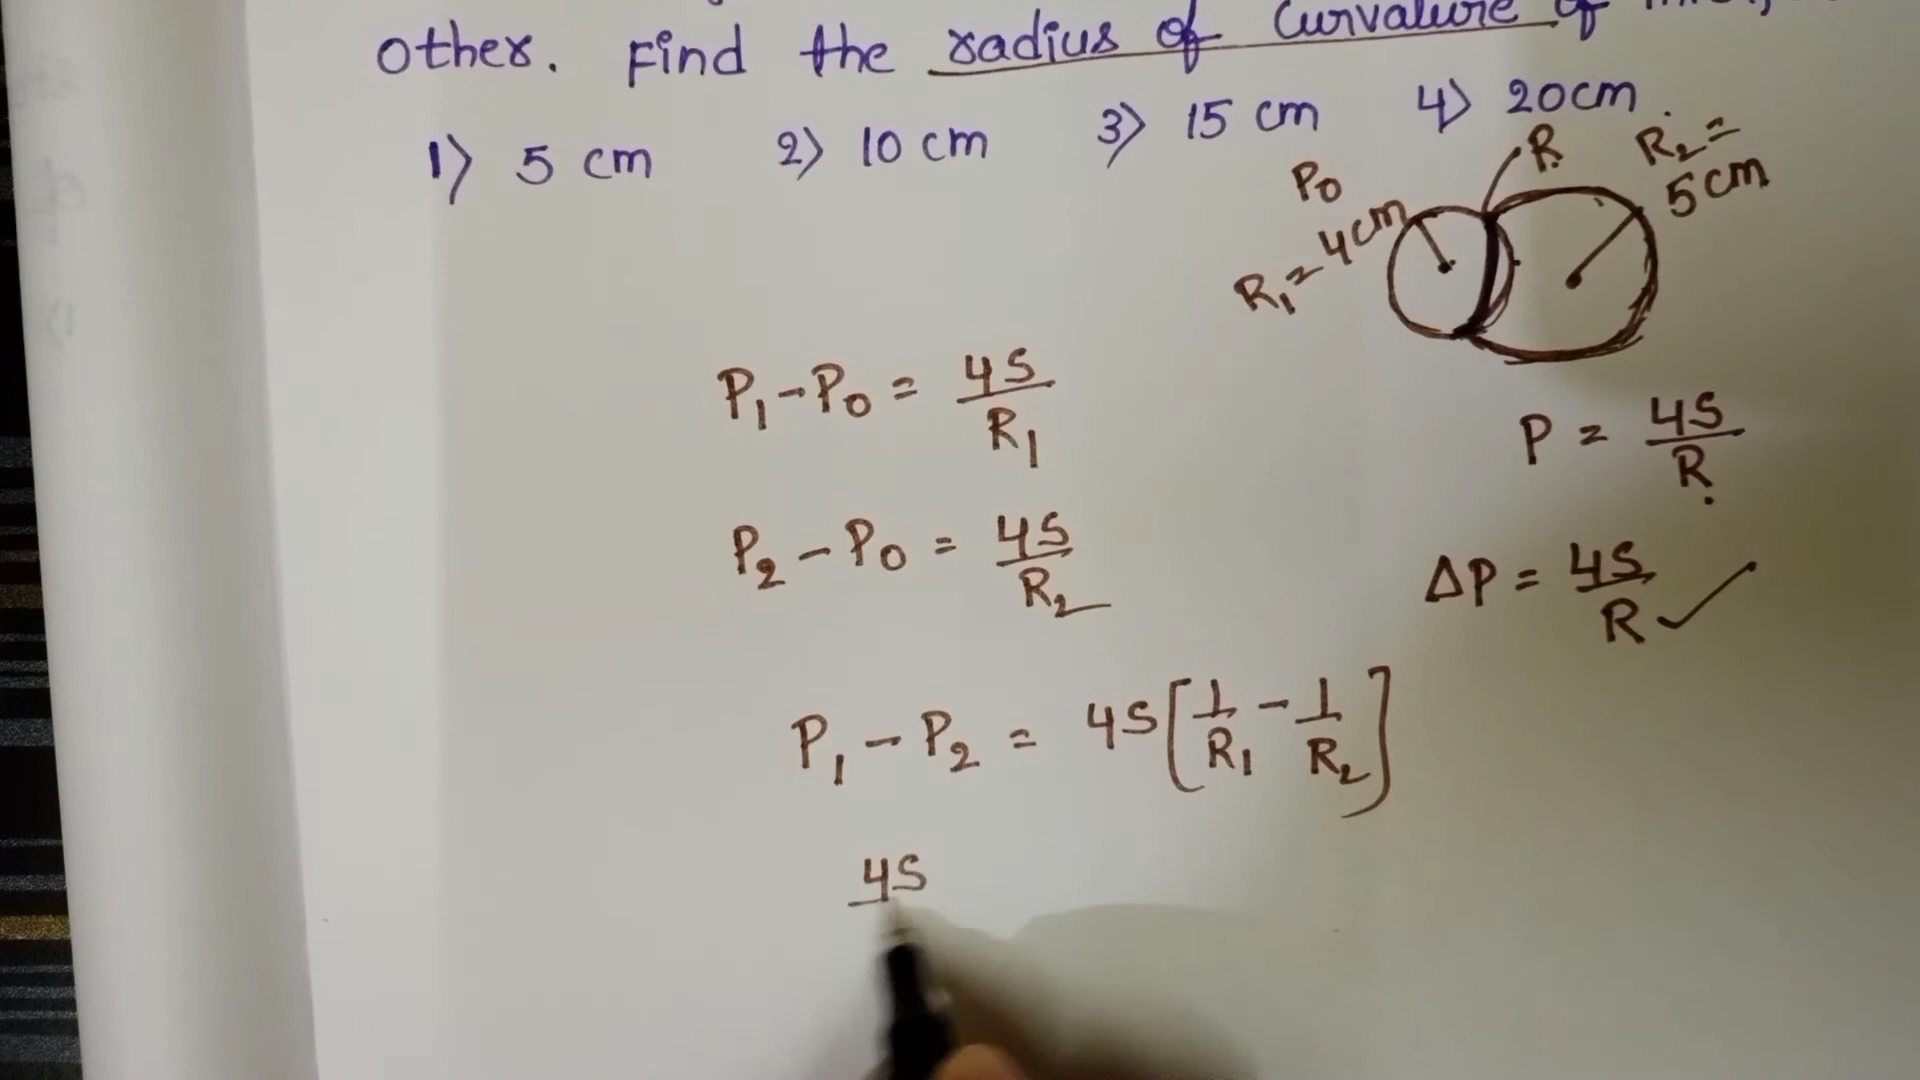 other. Find the radius of Curvature of
1) 5 cm 2) 10 cm 3) 15 cm 4) 20cm.
P0 R R2 =
5cm
R1 = 4cm
P1 - P0 = 4S/R1
P = 4S/R
P2 - P0 = 4S/R2
ΔP = 4S/R ✓
P1 - P2 = 4S[1/R1 - 1/R2]
4S